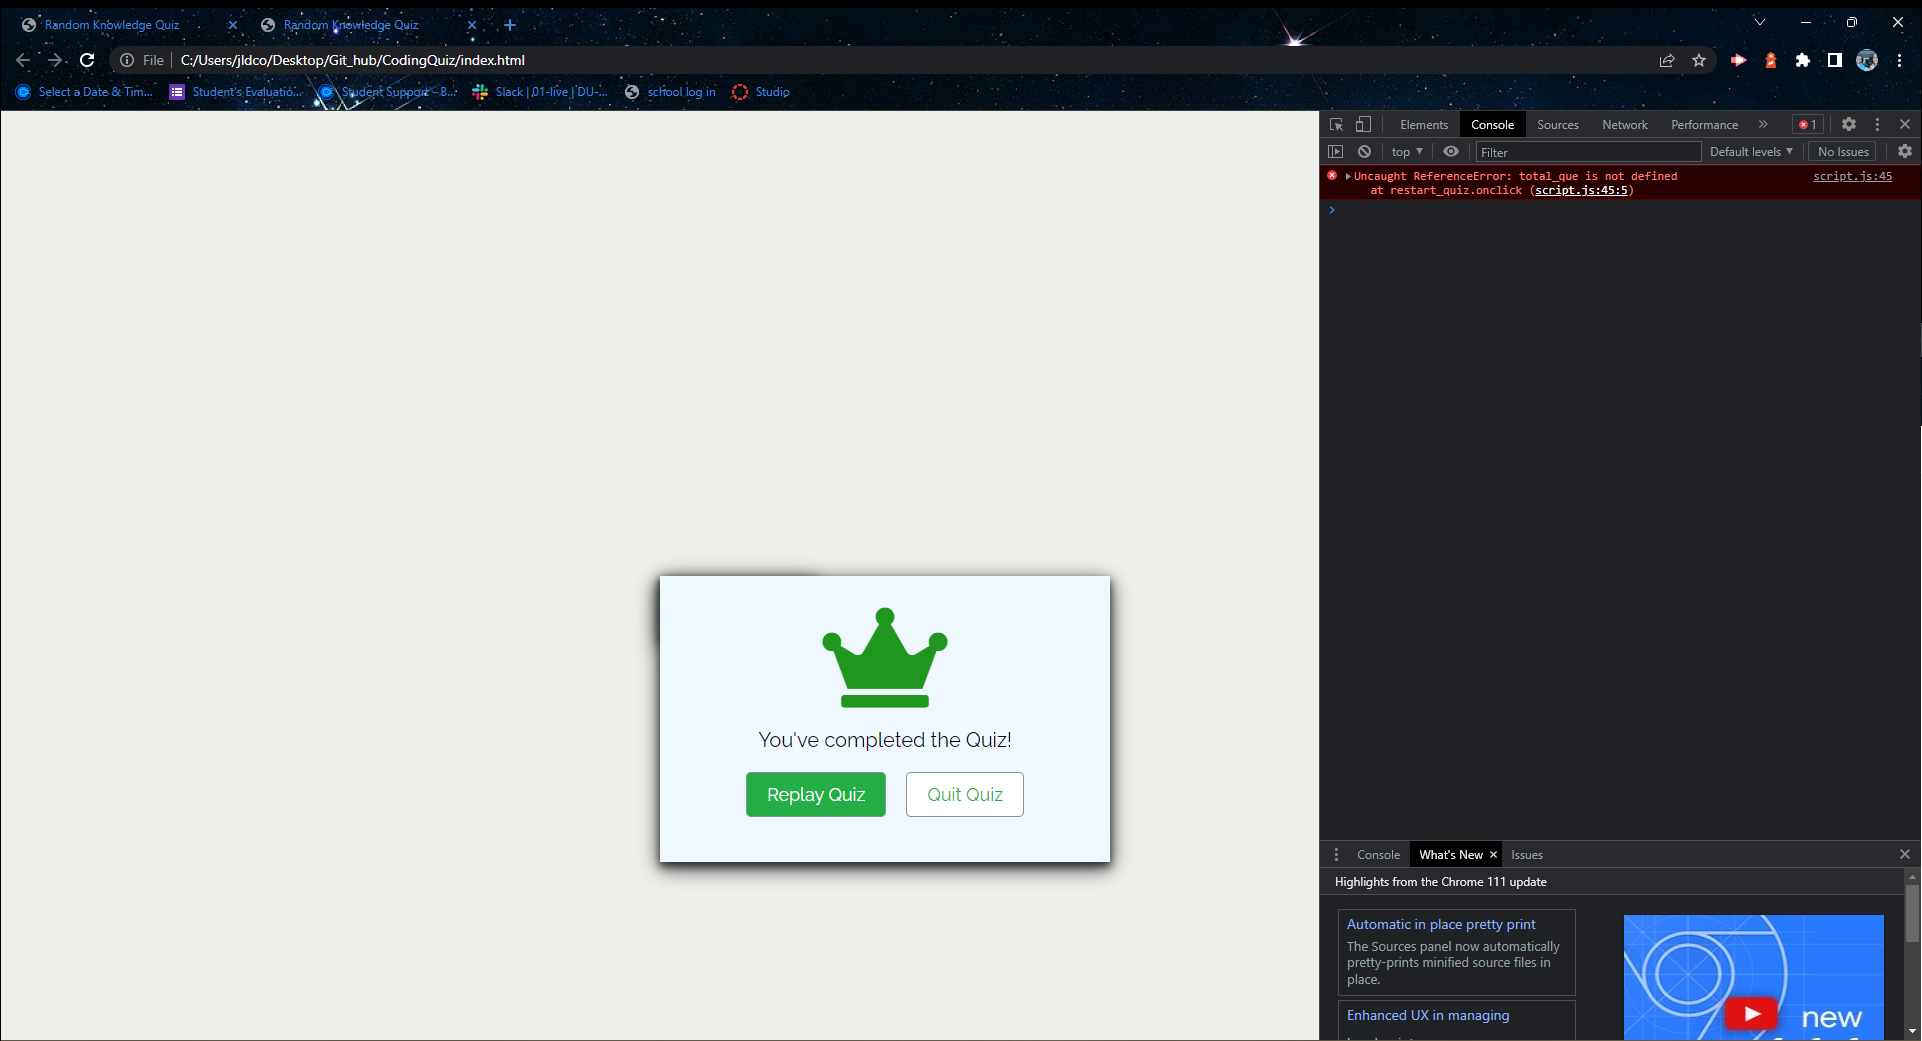 Random Knowledge Quiz
Random Knowledge Quiz
File
C:/Users/jldco/Desktop/Git_hub/CodingQuiz/index.html
Select a Date & Tim...
Student's Evaluatio...
Student Support - B...
Slack | 01-live | DU-...
school log in
Studio
Elements
Console
Sources
Network
Performance
1
top
Filter
Default levels
No Issues
Uncaught ReferenceError: total_que is not defined
script.js:45
at restart_quiz.onclick (script.js:45:5)
You've completed the Quiz!
Replay Quiz
Quit Quiz
Console
What's New
Issues
Highlights from the Chrome 111 update
Automatic in place pretty print
The Sources panel now automatically
pretty-prints minified source files in
place.
Enhanced UX in managing
new